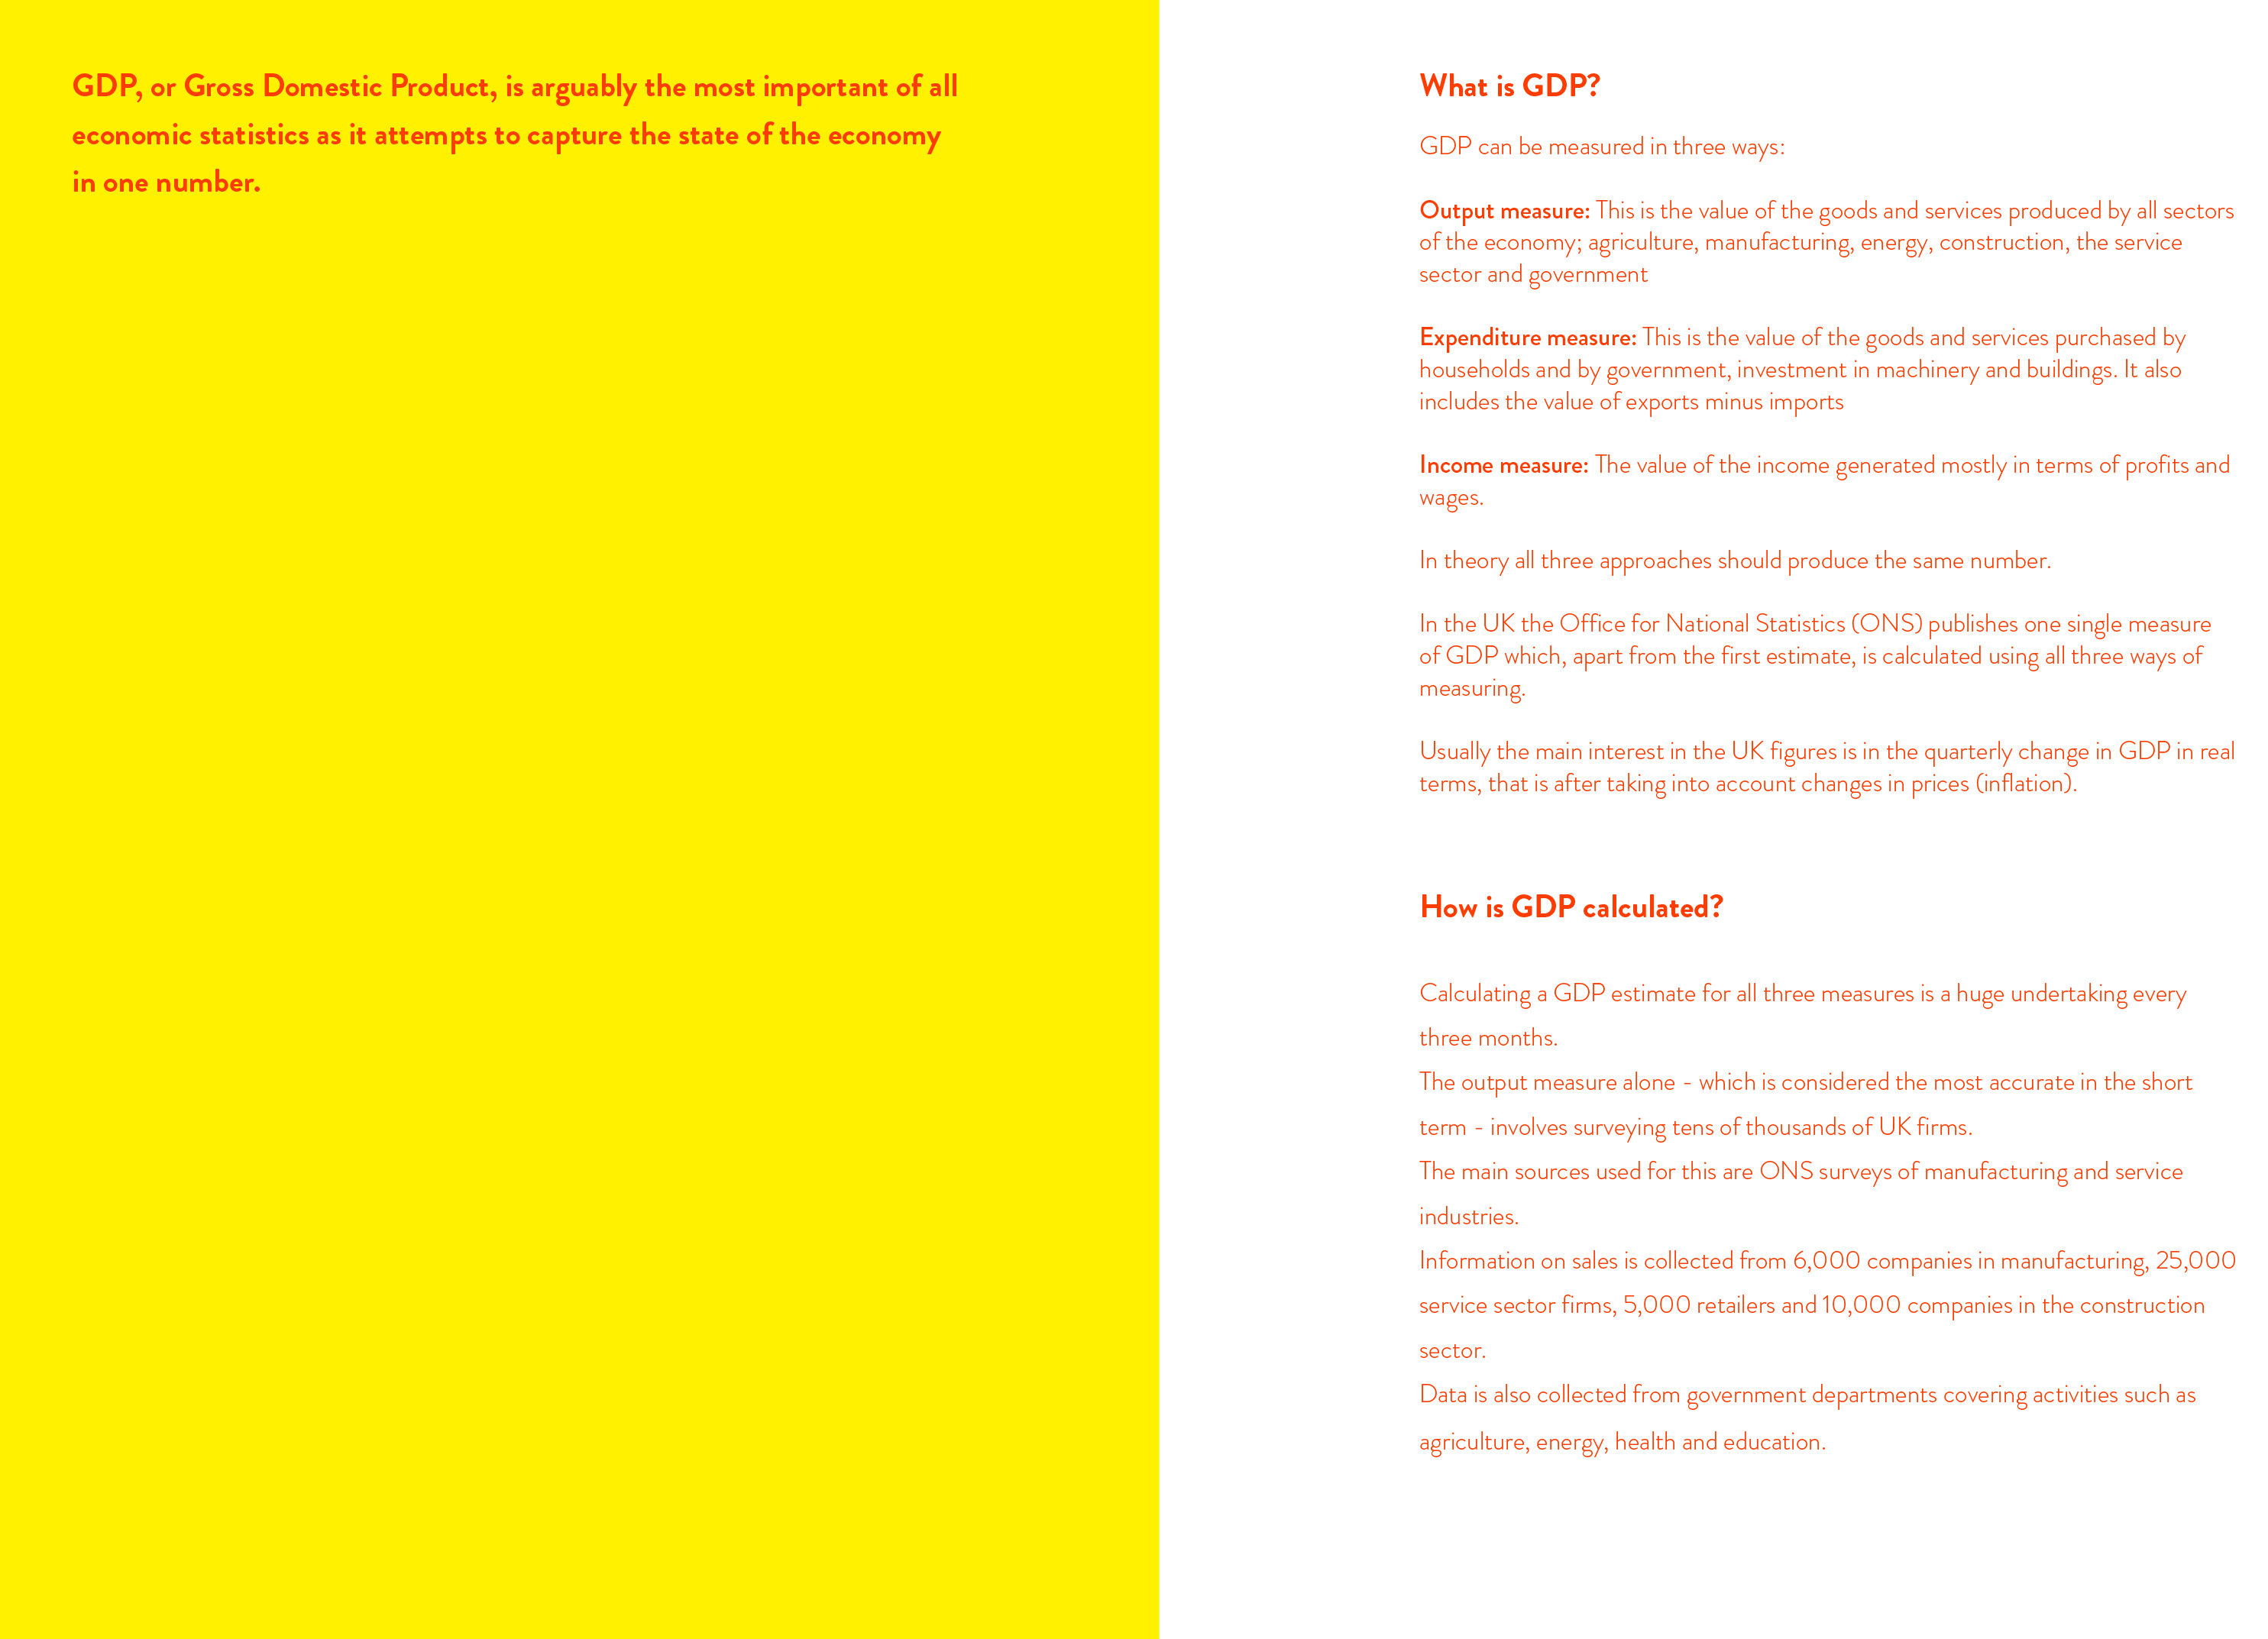 GDP, or Gross Domestic Product, is arguably the most important of all
economic statistics as it attempts to capture the state of the economy
in one number.
What is GDP?
GDP can be measured in three ways:
Output measure: This is the value of the goods and services produced by all sectors
of the economy; agriculture, manufacturing, energy, construction, the service
sector and government
Expenditure measure: This is the value of the goods and services purchased by
households and by government, investment in machinery and buildings. It also
includes the value of exports minus imports
Income measure: The value of the income generated mostly in terms of profits and
wages.
In theory all three approaches should produce the same number.
In the UK the Office for National Statistics (ONS) publishes one single measure
of GDP which, apart from the first estimate, is calculated using all three ways of
measuring.
Usually the main interest in the UK figures is in the quarterly change in GDP in real
terms, that is after taking into account changes in prices (inflation).
How is GDP calculated?
Calculating a GDP estimate for all three measures is a huge undertaking every
three months.
The output measure alone - which is considered the most accurate in the short
term - involves surveying tens of thousands of UK firms.
The main sources used for this are ONS surveys of manufacturing and service
industries.
Information on sales is collected from 6,000 companies in manufacturing, 25,000
service sector firms, 5,000 retailers and 10,000 companies in the construction
sector.
Data is also collected from government departments covering activities such as
agriculture, energy, health and education.